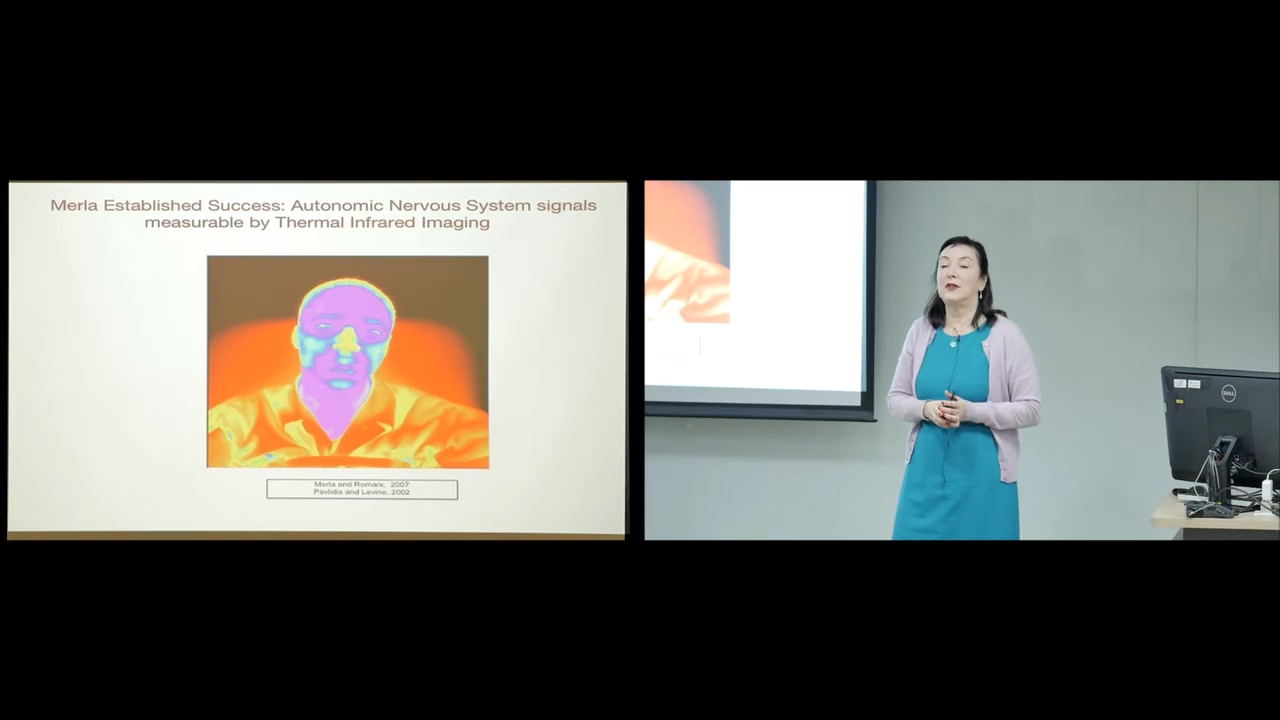 Merla Established Success: Autonomic Nervous System signals
measurable by Thermal Infrared Imaging
Merla and Romani, 2007
Pavlidis and Levine, 2002
DELL